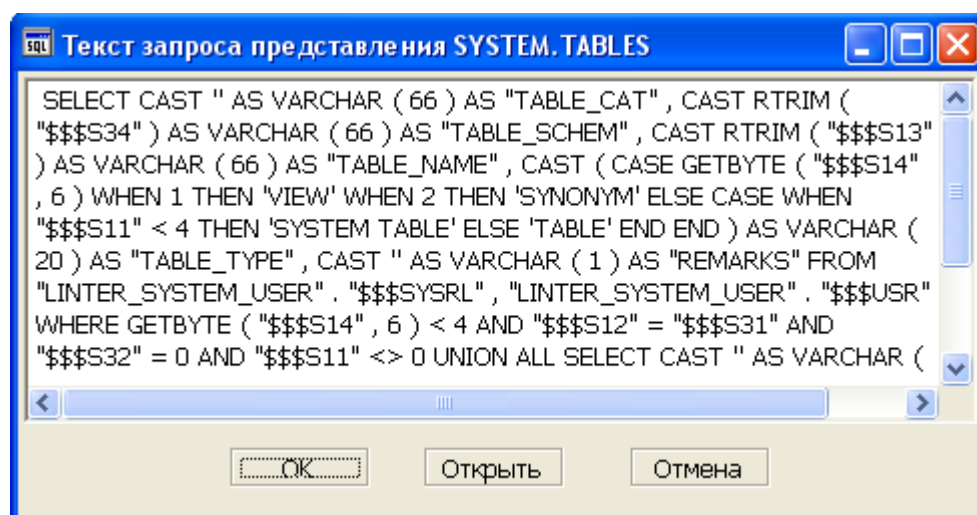 SQL Текст запроса представления SYSTEM.TABLES
SELECT CAST '' AS VARCHAR ( 66 ) AS "TABLE_CAT" , CAST RTRIM (
"$$$S34" ) AS VARCHAR ( 66 ) AS "TABLE_SCHEM" , CAST RTRIM ( "$$$S13"
) AS VARCHAR ( 66 ) AS "TABLE_NAME" , CAST ( CASE GETBYTE ( "$$$S14"
, 6 ) WHEN 1 THEN 'VIEW' WHEN 2 THEN 'SYNONYM' ELSE CASE WHEN
"$$$S11" < 4 THEN 'SYSTEM TABLE' ELSE 'TABLE' END END ) AS VARCHAR (
20 ) AS "TABLE_TYPE" , CAST '' AS VARCHAR ( 1 ) AS "REMARKS" FROM
"LINTER_SYSTEM_USER" . "$$$SYSRL" , "LINTER_SYSTEM_USER" . "$$$USR"
WHERE GETBYTE ( "$$$S14" , 6 ) < 4 AND "$$$S12" = "$$$S31" AND
"$$$S32" = 0 AND "$$$S11" <> 0 UNION ALL SELECT CAST '' AS VARCHAR (
OK Открыть Отмена